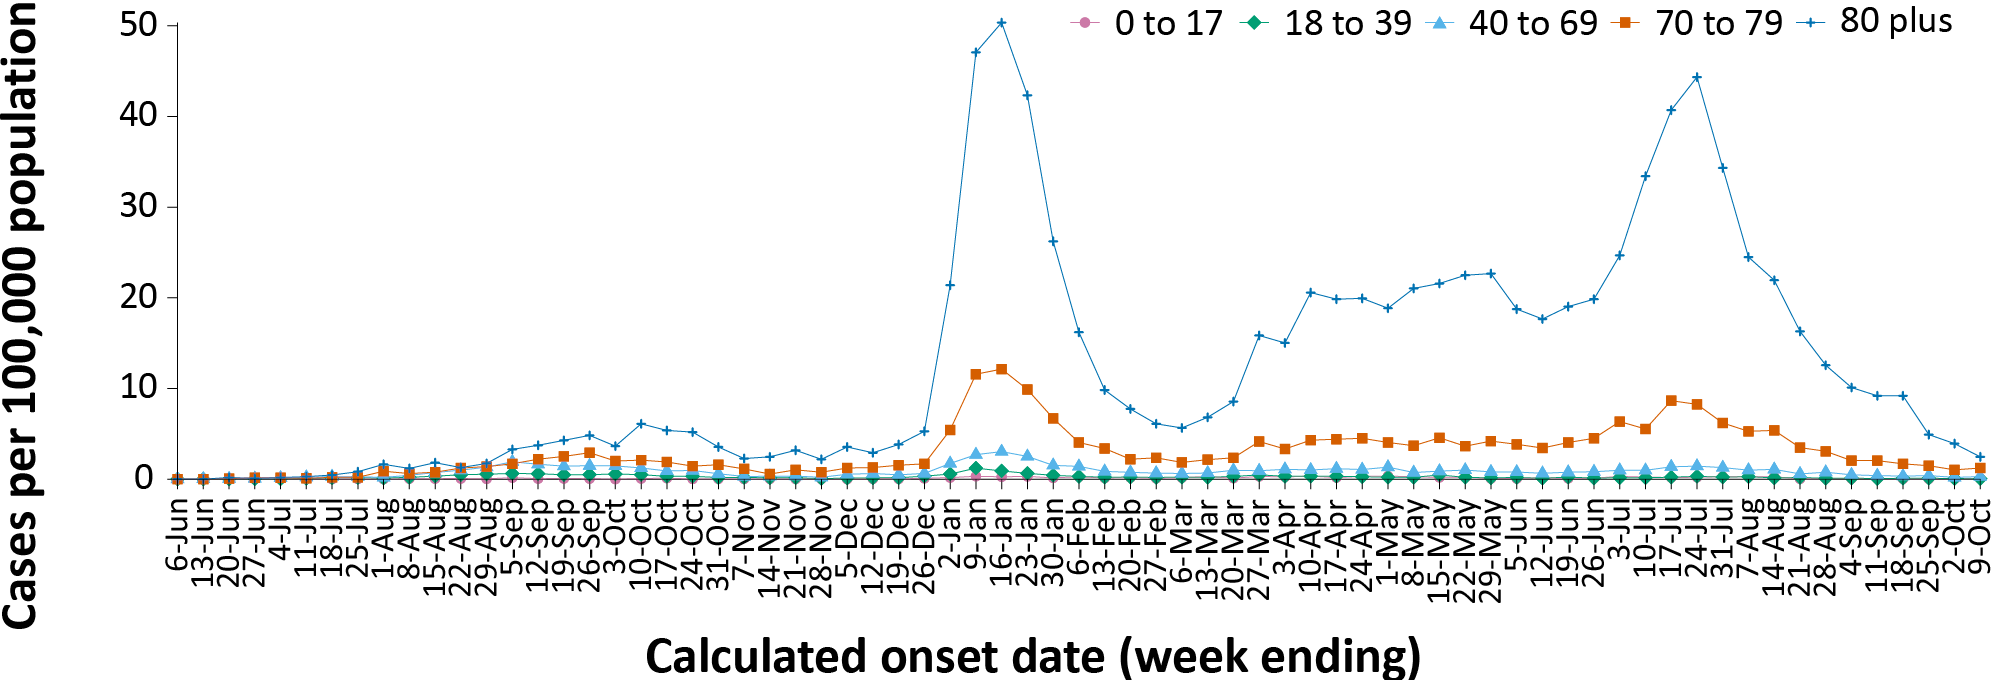 Cases per 100,000 population
50
40
30
20
10
0
0 to 17 18 to 39 40 to 69 70 to 79 80 plus
6-Jun
13-Jun
20-Jun
27-Jun
4-Jul
11-Jul
18-Jul
25-Jul
1-Aug
8-Aug
15-Aug
22-Aug
29-Aug
5-Sep
12-Sep
19-Sep
26-Sep
3-Oct
10-Oct
17-Oct
24-Oct
31-Oct
7-Nov
14-Nov
21-Nov
28-Nov
5-Dec
12-Dec
19-Dec
26-Dec
2-Jan
9-Jan
16-Jan
23-Jan
30-Jan
6-Feb
13-Feb
20-Feb
27-Feb
6-Mar
13-Mar
20-Mar
27-Mar
3-Apr
10-Apr
17-Apr
24-Apr
1-May
8-May
15-May
22-May
29-May
5-Jun
12-Jun
19-Jun
26-Jun
3-Jul
10-Jul
17-Jul
24-Jul
31-Jul
7-Aug
14-Aug
21-Aug
28-Aug
4-Sep
11-Sep
18-Sep
25-Sep
2-Oct
9-Oct
Calculated onset date (week ending)